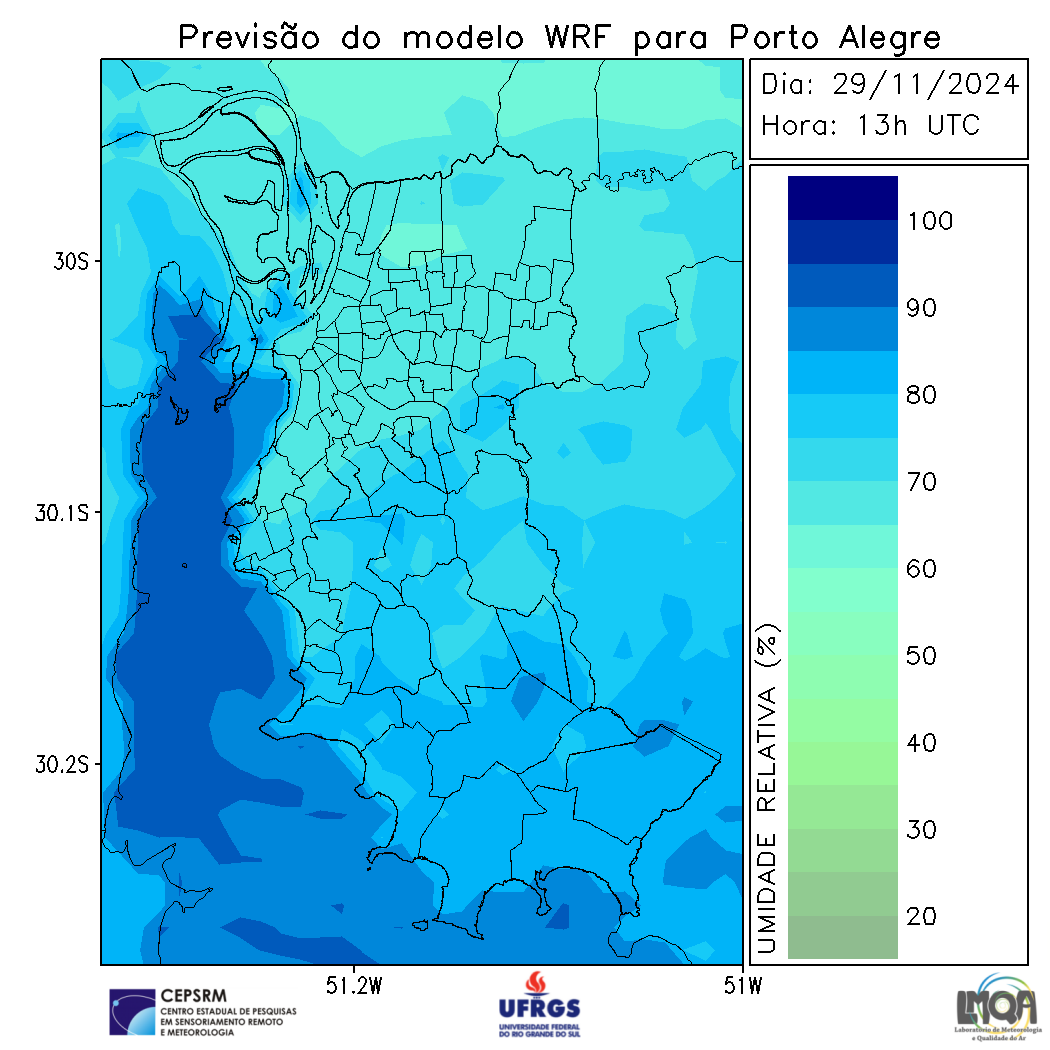 Previsão do modelo WRF para Porto Alegre
Dia: 29/11/2024
Hora: 13h UTC
100
90
80
70
60
50
40
30
20
UMIDADE RELATIVA (%)
30S
30.1S
30.2S
51.2W
51W
CEPSRM
CENTRO ESTADUAL DE PESQUISAS
EM SENSORIAMENTO REMOTO
E METEOROLOGIA
UFRGS
UNIVERSIDADE FEDERAL
DO RIO GRANDE DO SUL
LMQA
Laboratório de Meteorologia
e Qualidade do Ar